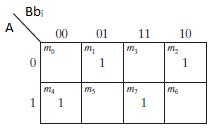 Bbᵢ
A
00 01 11 10
0 m₀ m₁ 1 m₃ m₂ 1
1 m₄ 1 m₅ m₇ 1 m₆